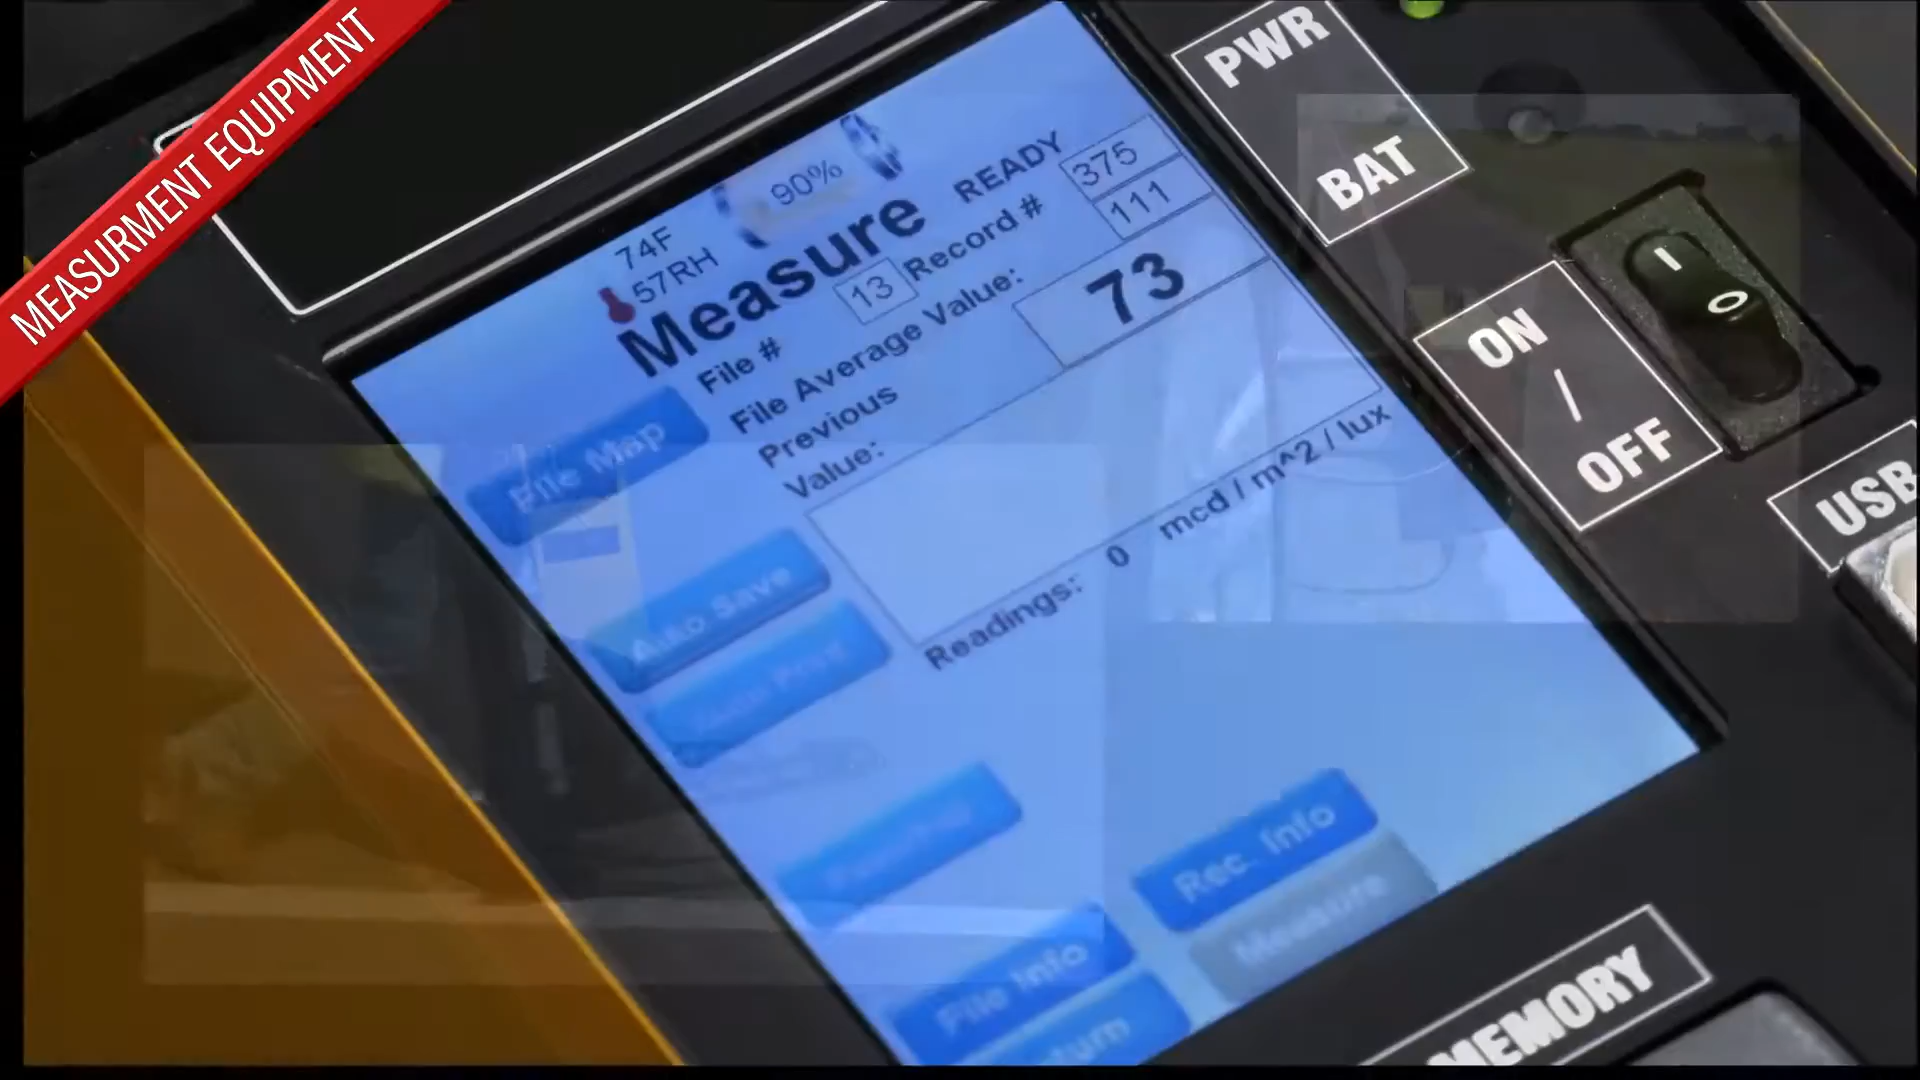 MEASURMENT EQUIPMENT
PWR
BAT
ON
/
OFF
USB
90%
74F
57RH
READY
Measure
File # 13 Record # 375
111
File Average Value: 73
Previous
Value:
0 mcd / m^2 / lux
Readings:
File Map
Auto Save
Rec. Info
Measure
File Info
MEMORY